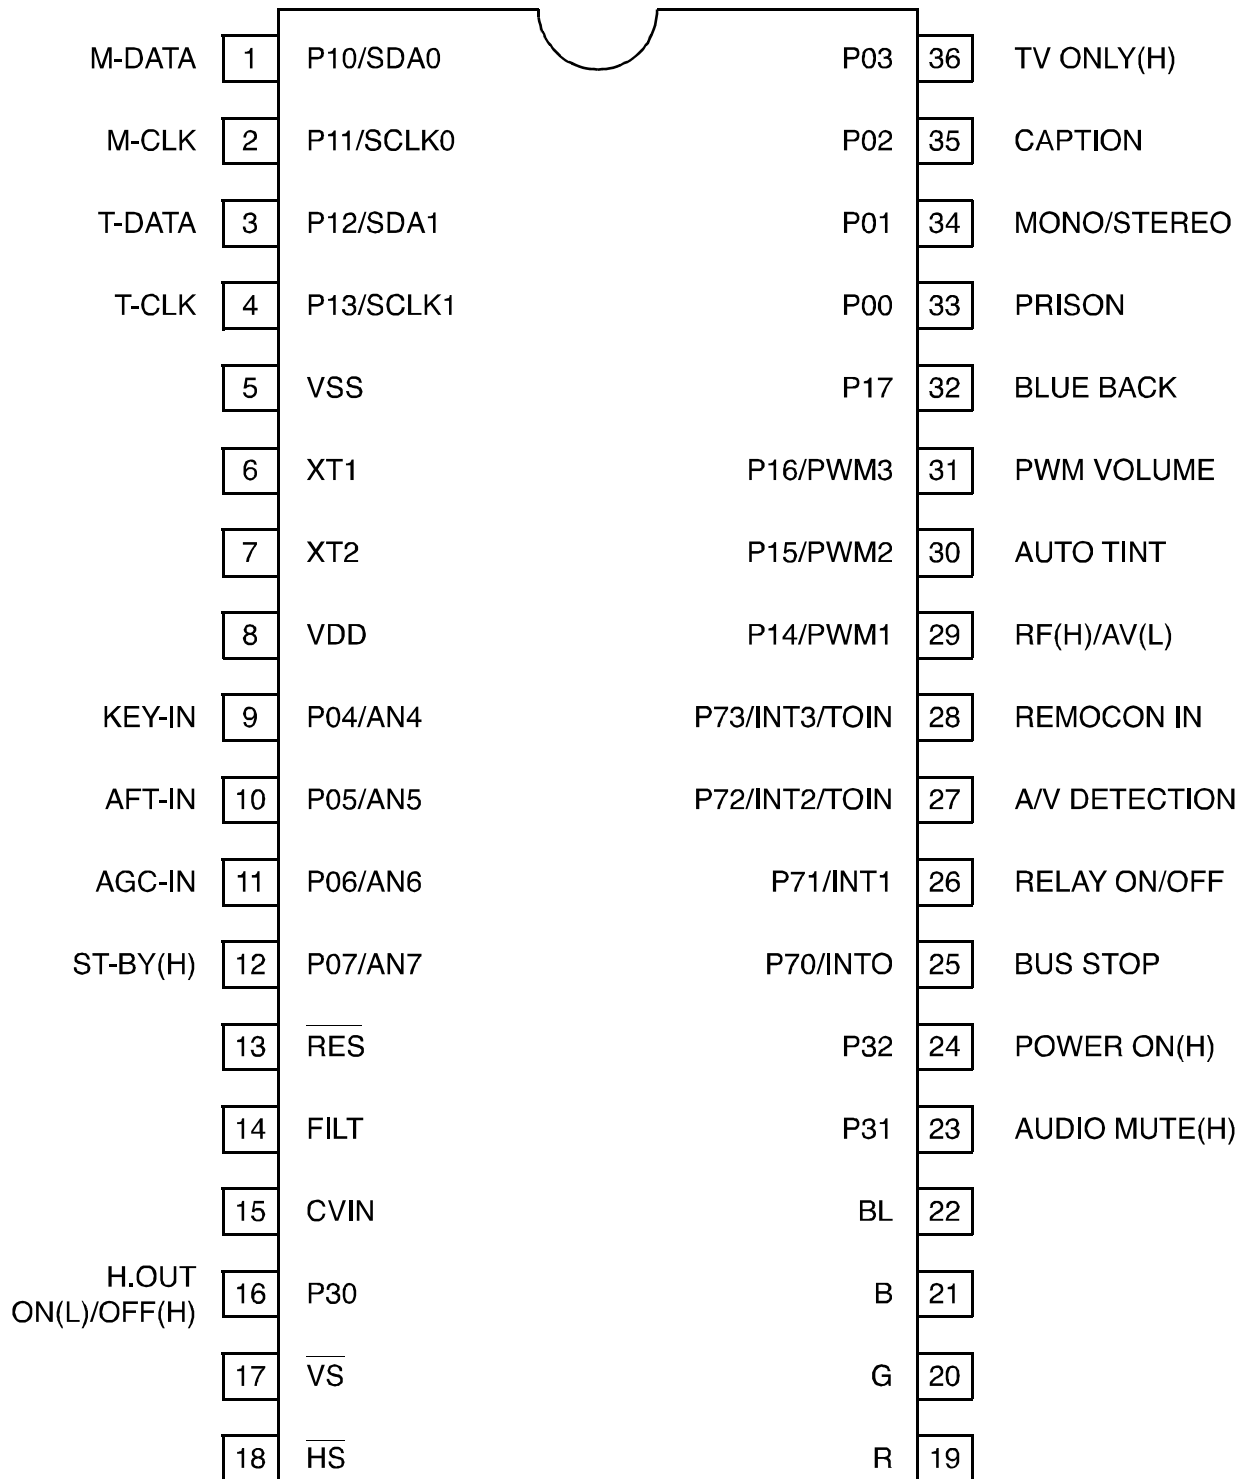 M-DATA 1 P10/SDA0 P03 36 TV ONLY(H)
M-CLK 2 P11/SCLK0 P02 35 CAPTION
T-DATA 3 P12/SDA1 P01 34 MONO/STEREO
T-CLK 4 P13/SCLK1 P00 33 PRISON
5 VSS P17 32 BLUE BACK
6 XT1 P16/PWM3 31 PWM VOLUME
7 XT2 P15/PWM2 30 AUTO TINT
8 VDD P14/PWM1 29 RF(H)/AV(L)
KEY-IN 9 P04/AN4 P73/INT3/TOIN 28 REMOCON IN
AFT-IN 10 P05/AN5 P72/INT2/TOIN 27 A/V DETECTION
AGC-IN 11 P06/AN6 P71/INT1 26 RELAY ON/OFF
ST-BY(H) 12 P07/AN7 P70/INTO 25 BUS STOP
13 R̅E̅S̅ P32 24 POWER ON(H)
14 FILT P31 23 AUDIO MUTE(H)
15 CVIN BL 22
H.OUT
ON(L)/OFF(H) 16 P30 B 21
17 V̅S̅ G 20
18 H̅S̅ R 19